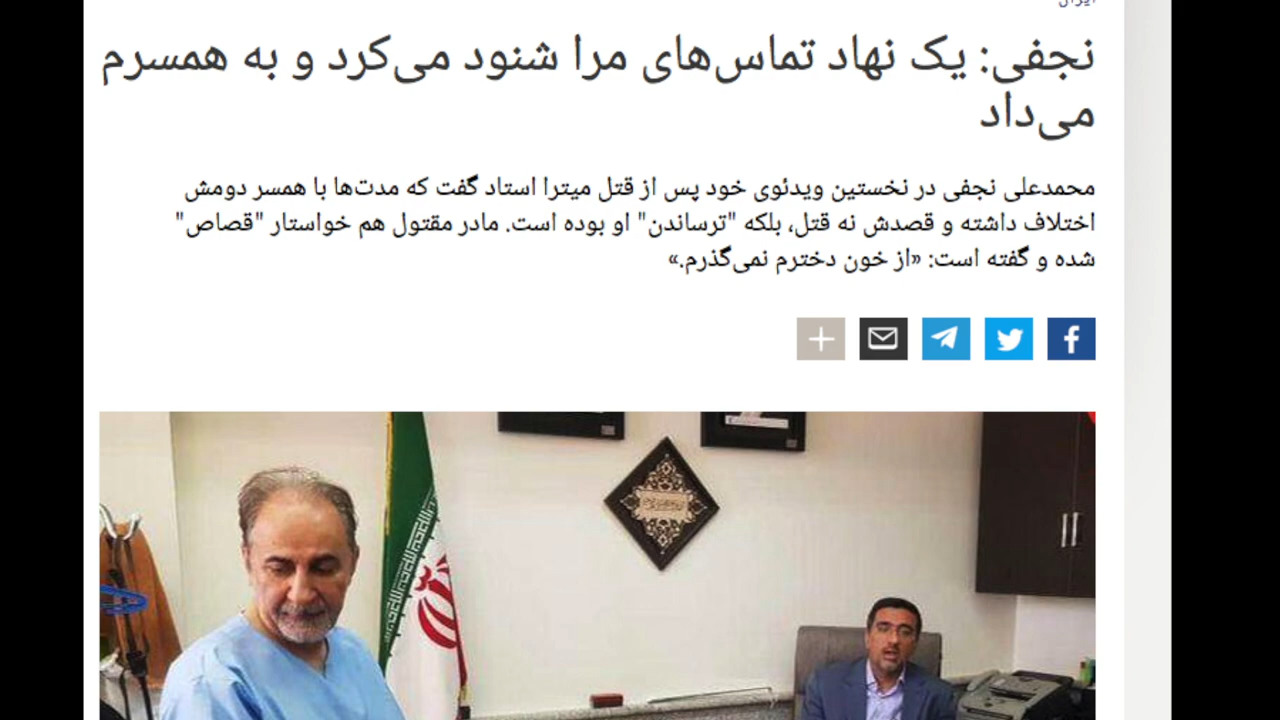 ایران
نجفی: یک نهاد تماس‌های مرا شنود می‌کرد و به همسرم
می‌داد
محمدعلی نجفی در نخستین ویدئوی خود پس از قتل میترا استاد گفت که مدت‌ها با همسر دومش
اختلاف داشته و قصدش نه قتل، بلکه "ترساندن" او بوده است. مادر مقتول هم خواستار "قصاص"
شده و گفته است: «از خون دخترم نمی‌گذرم.»